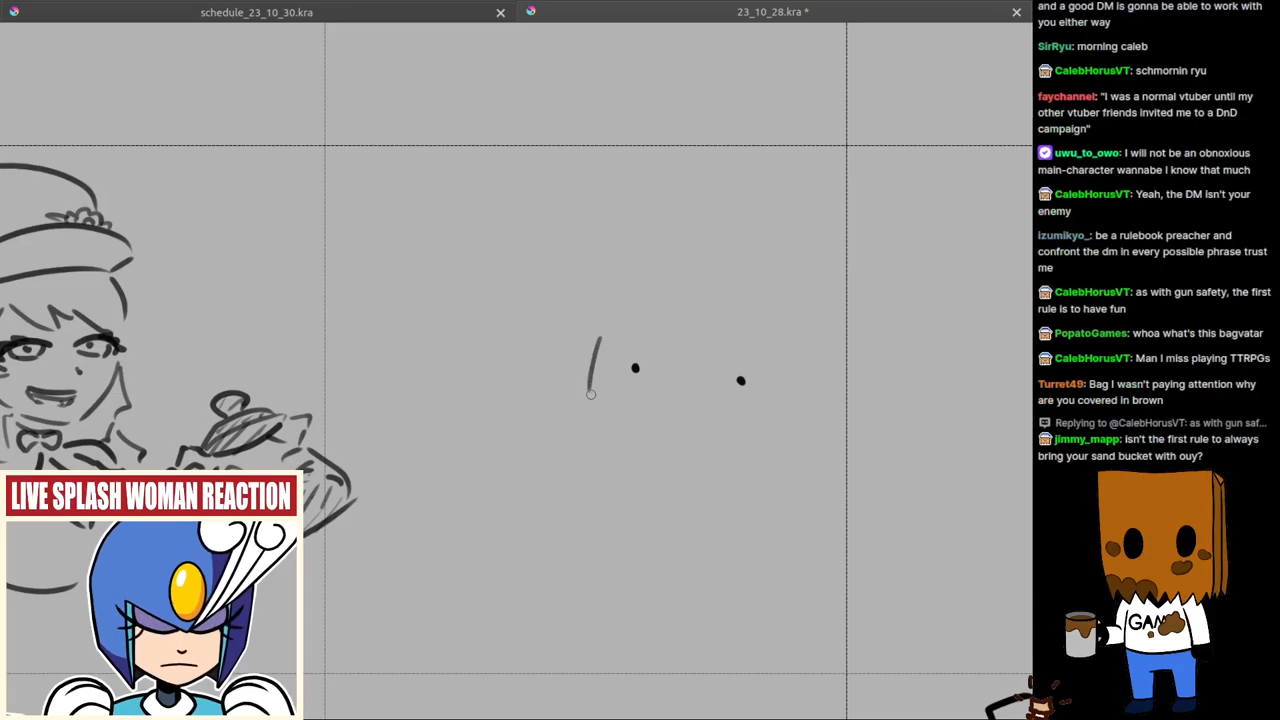 schedule_23_10_30.kra
23_10_28.kra *
and a good DM is gonna be able to work with
you either way
SirRyu: morning caleb
CalebHorusVT: schmornin ryu
faychannel: "I was a normal vtuber until my
other vtuber friends invited me to a DnD
campaign"
uwu_to_owo: I will not be an obnoxious
main-character wannabe I know that much
CalebHorusVT: Yeah, the DM isn't your
enemy
izumikyo_: be a rulebook preacher and
confront the dm in every possible phrase trust
me
CalebHorusVT: as with gun safety, the first
rule is to have fun
PopatoGames: whoa what's this bagvatar
CalebHorusVT: Man I miss playing TTRPGs
Turret49: Bag I wasn't paying attention why
are you covered in brown
Replying to @CalebHorusVT: as with gun saf...
jimmy_mapp: isn't the first rule to always
bring your sand bucket with ouy?
LIVE SPLASH WOMAN REACTION